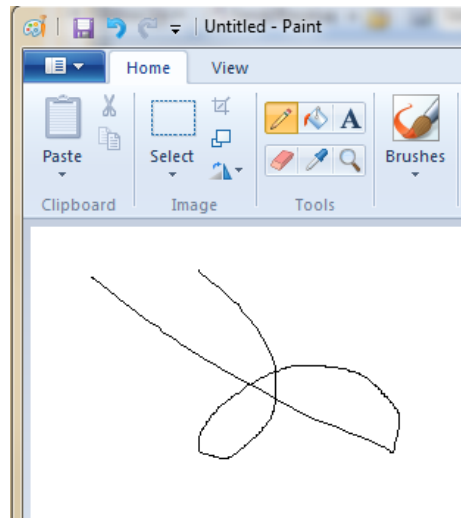 Untitled - Paint
Home View
Paste Select A Brushes
Clipboard Image Tools